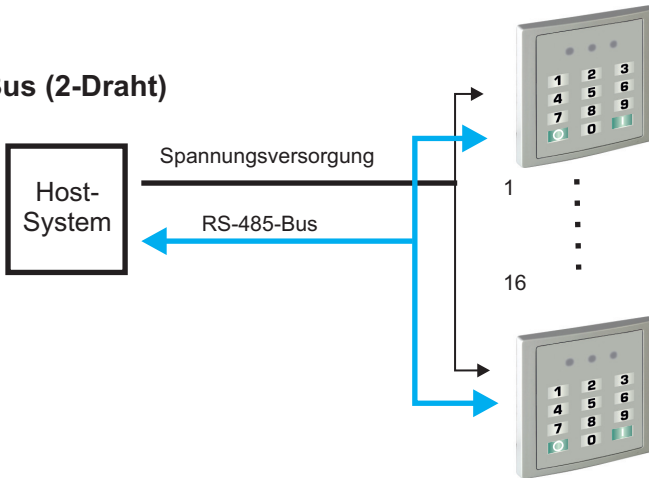 Bus (2-Draht)
Host-
System
Spannungsversorgung
RS-485-Bus
1
16
1 2 3
4 5 6
7 8 9
0
1 2 3
4 5 6
7 8 9
0